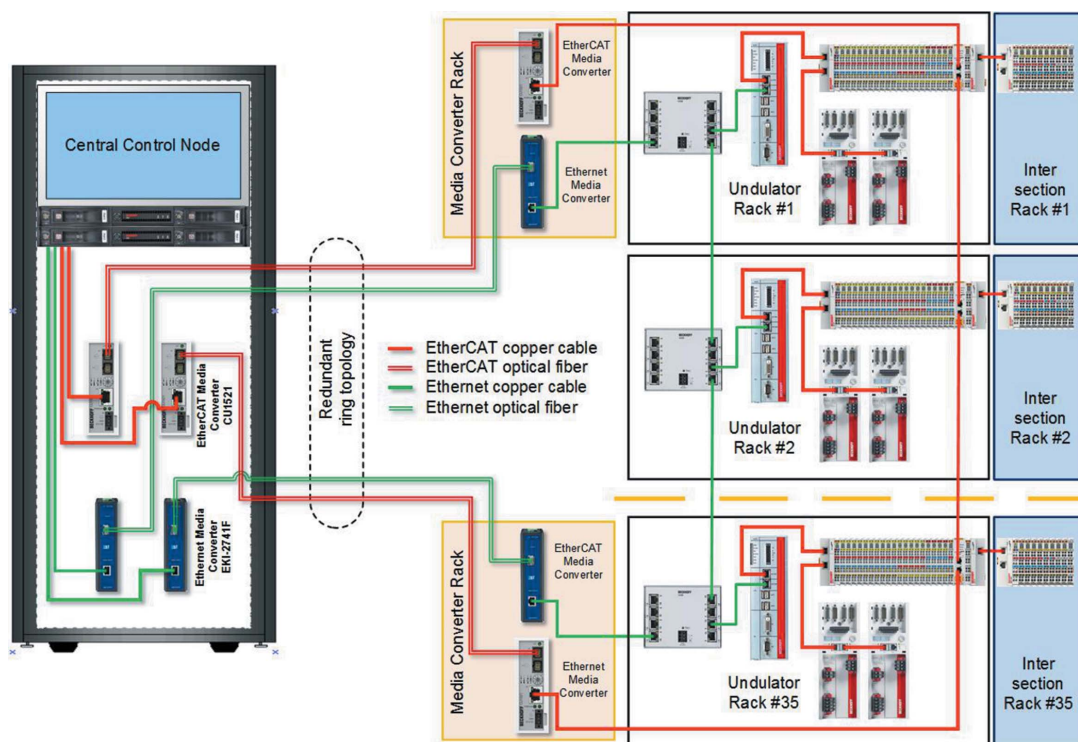 Central Control Node
EtherCAT Media
Converter
CU1521
Ethernet Media
Converter
EKI-2741F
Redundant
ring topology
EtherCAT copper cable
EtherCAT optical fiber
Ethernet copper cable
Ethernet optical fiber
Media Converter Rack
EtherCAT
Media
Converter
Ethernet
Media
Converter
Undulator
Rack #1
Inter
section
Rack #1
Undulator
Rack #2
Inter
section
Rack #2
Media Converter Rack
EtherCAT
Media
Converter
Ethernet
Media
Converter
Undulator
Rack #35
Inter
section
Rack #35